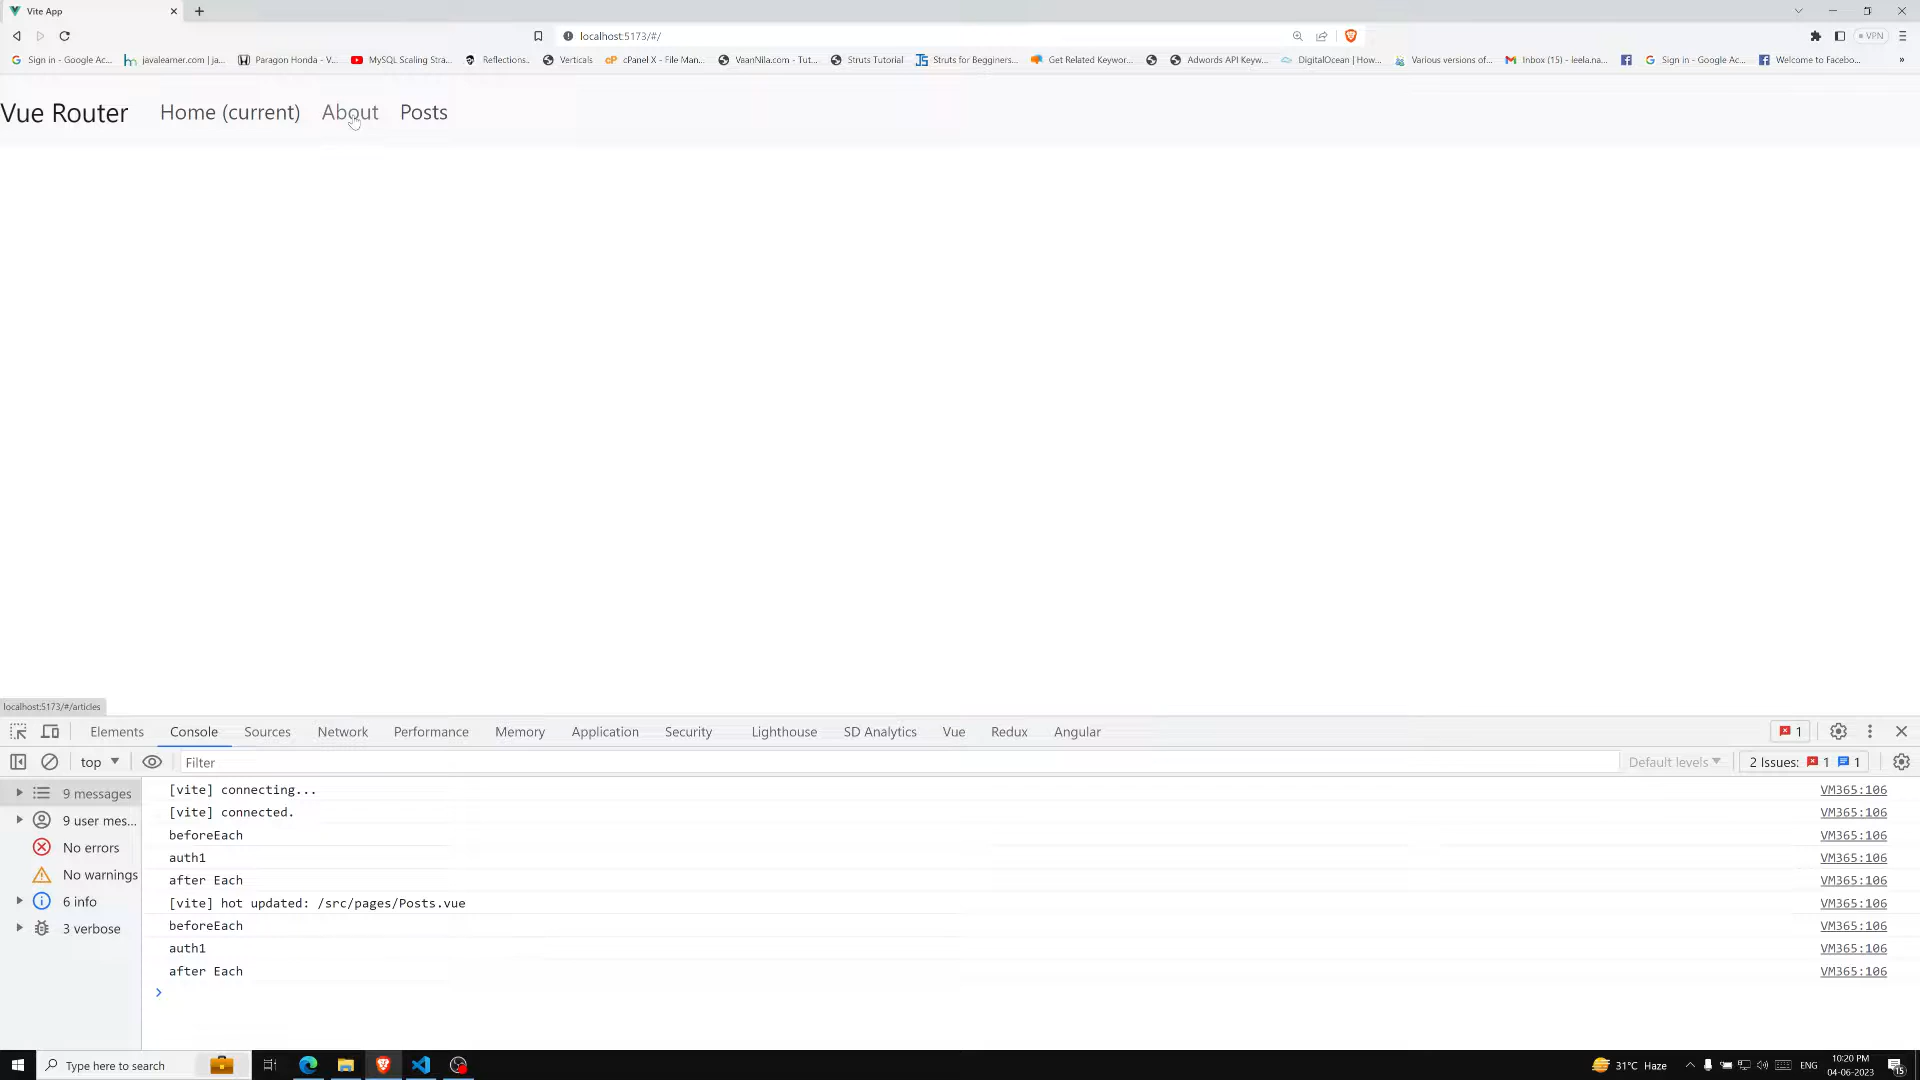 Vite App
localhost:5173/#/
VPN
Sign in - Google Ac...
javalearner.com | ja...
Paragon Honda - V...
MySQL Scaling Stra...
Reflections..
Verticals
cPanel X - File Man...
VaanNila.com - Tut...
Struts Tutorial
Struts for Begginers...
Get Related Keywor...
Adwords API Keyw...
DigitalOcean | How...
Various versions of...
Inbox (15) - leela.na...
Sign in - Google Ac...
Welcome to Facebo...
»
Vue Router
Home (current)
About
Posts
localhost:5173/#/articles
Elements
Console
Sources
Network
Performance
Memory
Application
Security
Lighthouse
SD Analytics
Vue
Redux
Angular
1
top
Filter
Default levels
2 Issues: 1 1
9 messages
9 user mes...
No errors
No warnings
6 info
3 verbose
[vite] connecting... VM365:106
[vite] connected. VM365:106
beforeEach VM365:106
auth1 VM365:106
after Each VM365:106
[vite] hot updated: /src/pages/Posts.vue VM365:106
beforeEach VM365:106
auth1 VM365:106
after Each VM365:106
Type here to search
31°C Haze
ENG
10:20 PM
04-06-2023
15